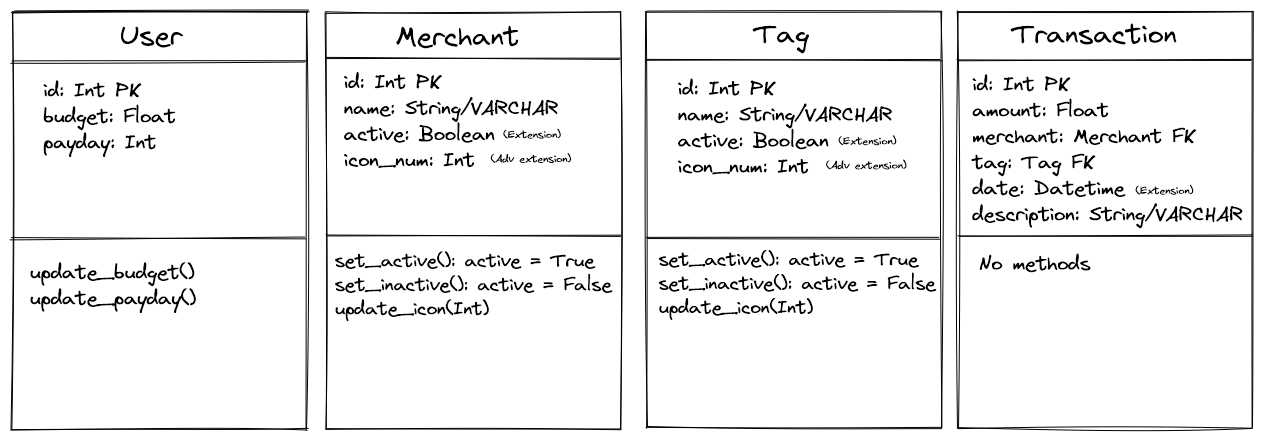 User
id: Int PK
budget: Float
payday: Int
update_budget()
update_payday()
Merchant
id: Int PK
name: String/VARCHAR
active: Boolean (Extension)
icon_num: Int (Adv extension)
set_active(): active = True
set_inactive(): active = False
update_icon(Int)
Tag
id: Int PK
name: String/VARCHAR
active: Boolean (Extension)
icon_num: Int (Adv extension)
set_active(): active = True
set_inactive(): active = False
update_icon(Int)
Transaction
id: Int PK
amount: Float
merchant: Merchant FK
tag: Tag FK
date: Datetime (Extension)
description: String/VARCHAR
No methods